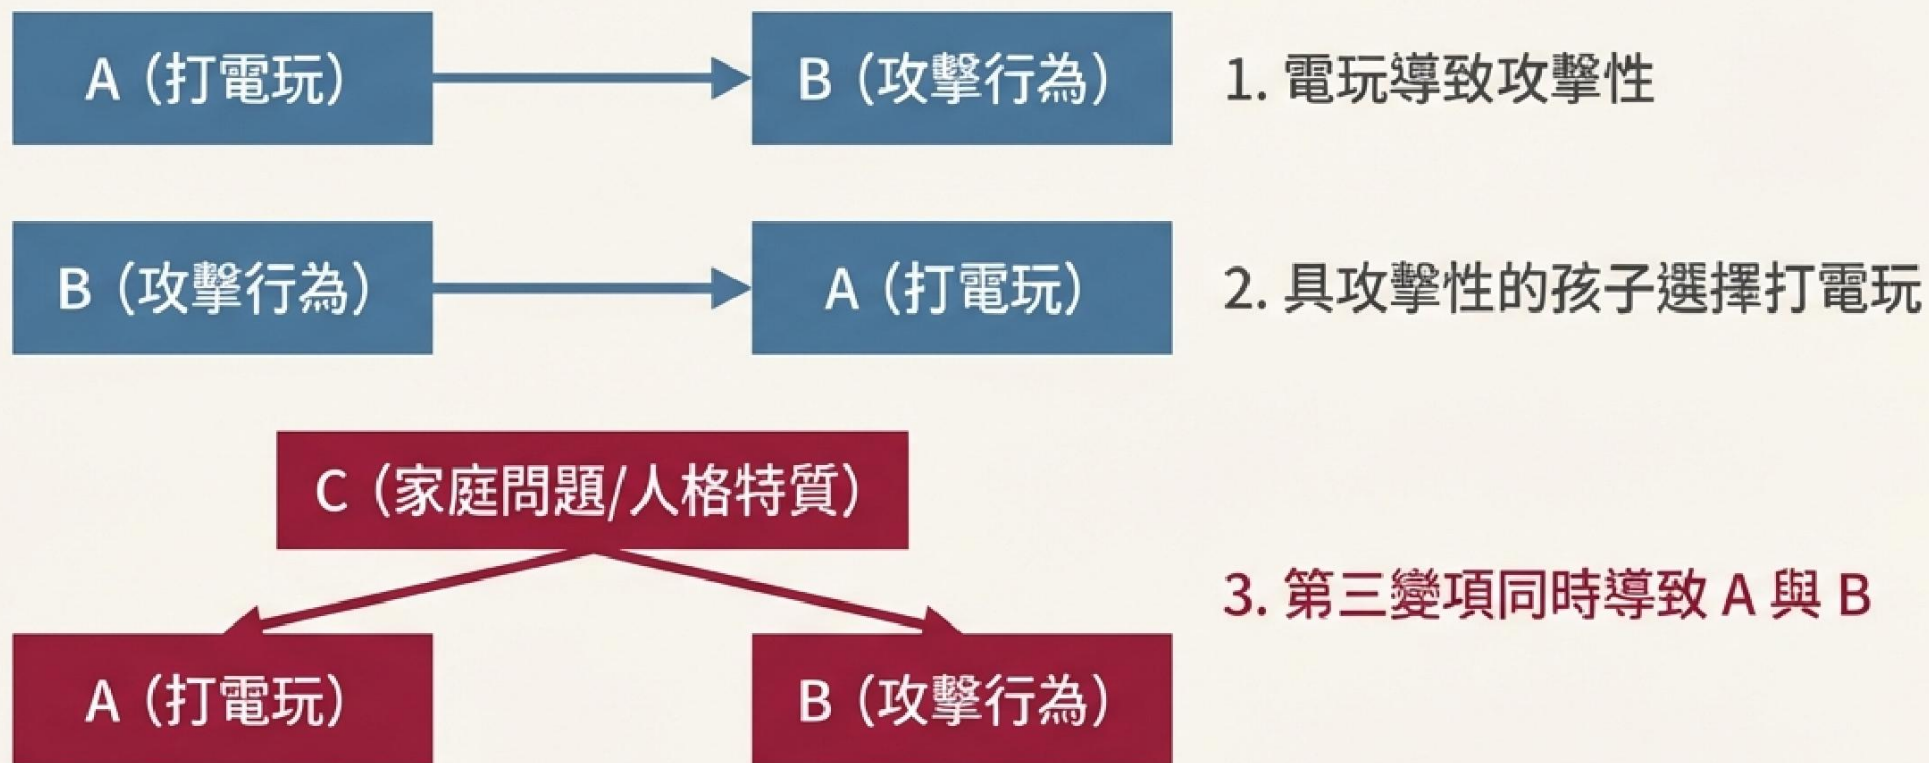 A（打電玩）
B（攻擊行為）
1. 電玩導致攻擊性
B（攻擊行為）
A（打電玩）
2. 具攻擊性的孩子選擇打電玩
C（家庭問題/人格特質）
3. 第三變項同時導致 A 與 B
A（打電玩）
B（攻擊行為）